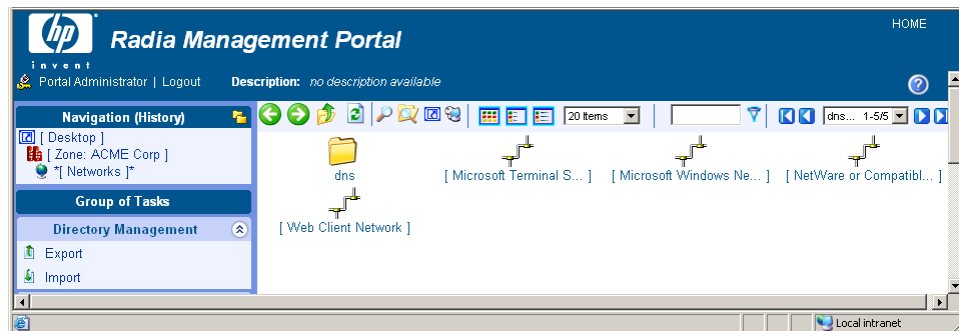 hp
invent
Radia Management Portal
HOME
Portal Administrator | Logout
Description: no description available
?
Navigation (History)
[ Desktop ]
[ Zone: ACME Corp ]
*[ Networks ]*
Group of Tasks
Directory Management
Export
Import
20 Items
dns... 1-5/5
dns
[ Microsoft Terminal S... ]
[ Microsoft Windows Ne... ]
[ NetWare or Compatibl... ]
[ Web Client Network ]
Local intranet